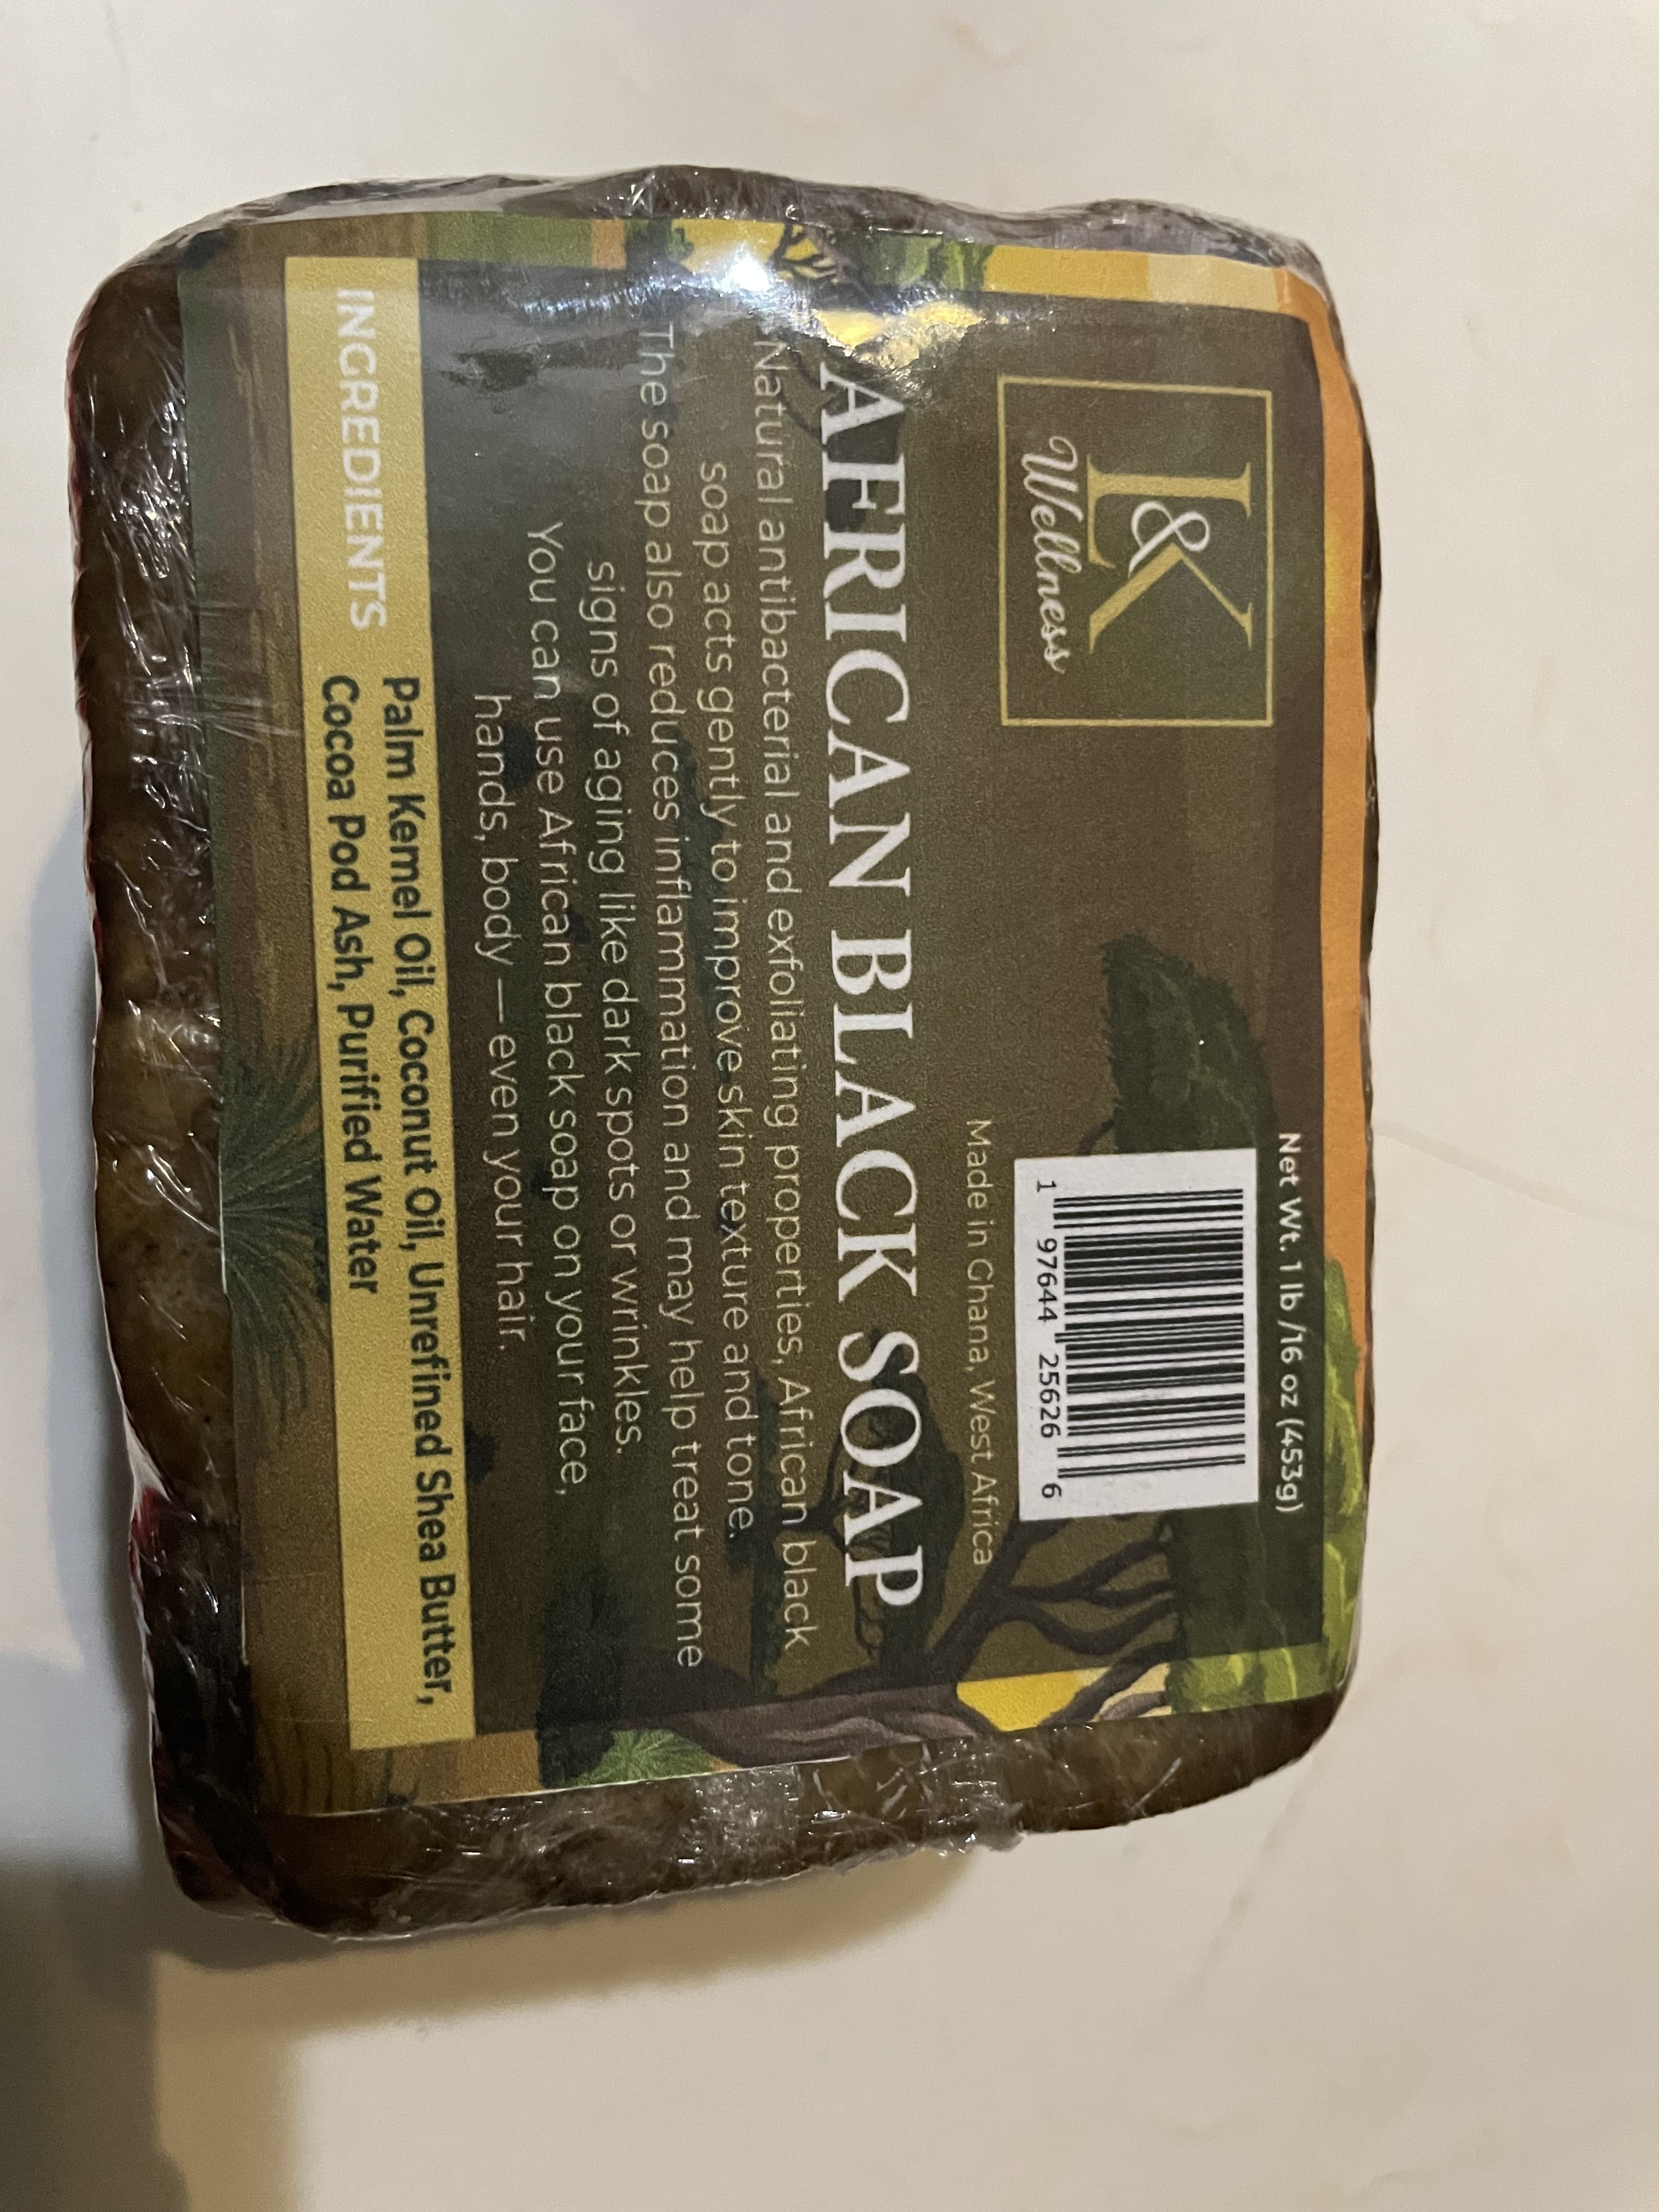 Net Wt. 1 lb /16 oz (453g)
L&K
Wellness
1 97644 25626 6
Made in Ghana, West Africa
AFRICAN BLACK SOAP
Natural antibacterial and exfoliating properties, African black
soap acts gently to improve skin texture and tone.
The soap also reduces inflammation and may help treat some
signs of aging like dark spots or wrinkles.
You can use African black soap on your face,
hands, body — even your hair.
INGREDIENTS
Palm Kernel Oil, Coconut Oil, Unrefined Shea Butter,
Cocoa Pod Ash, Purified Water